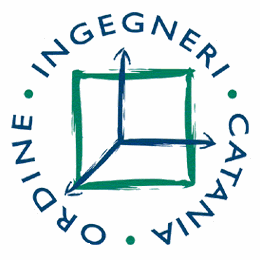 ORDINE • INGEGNERI • CATANIA •